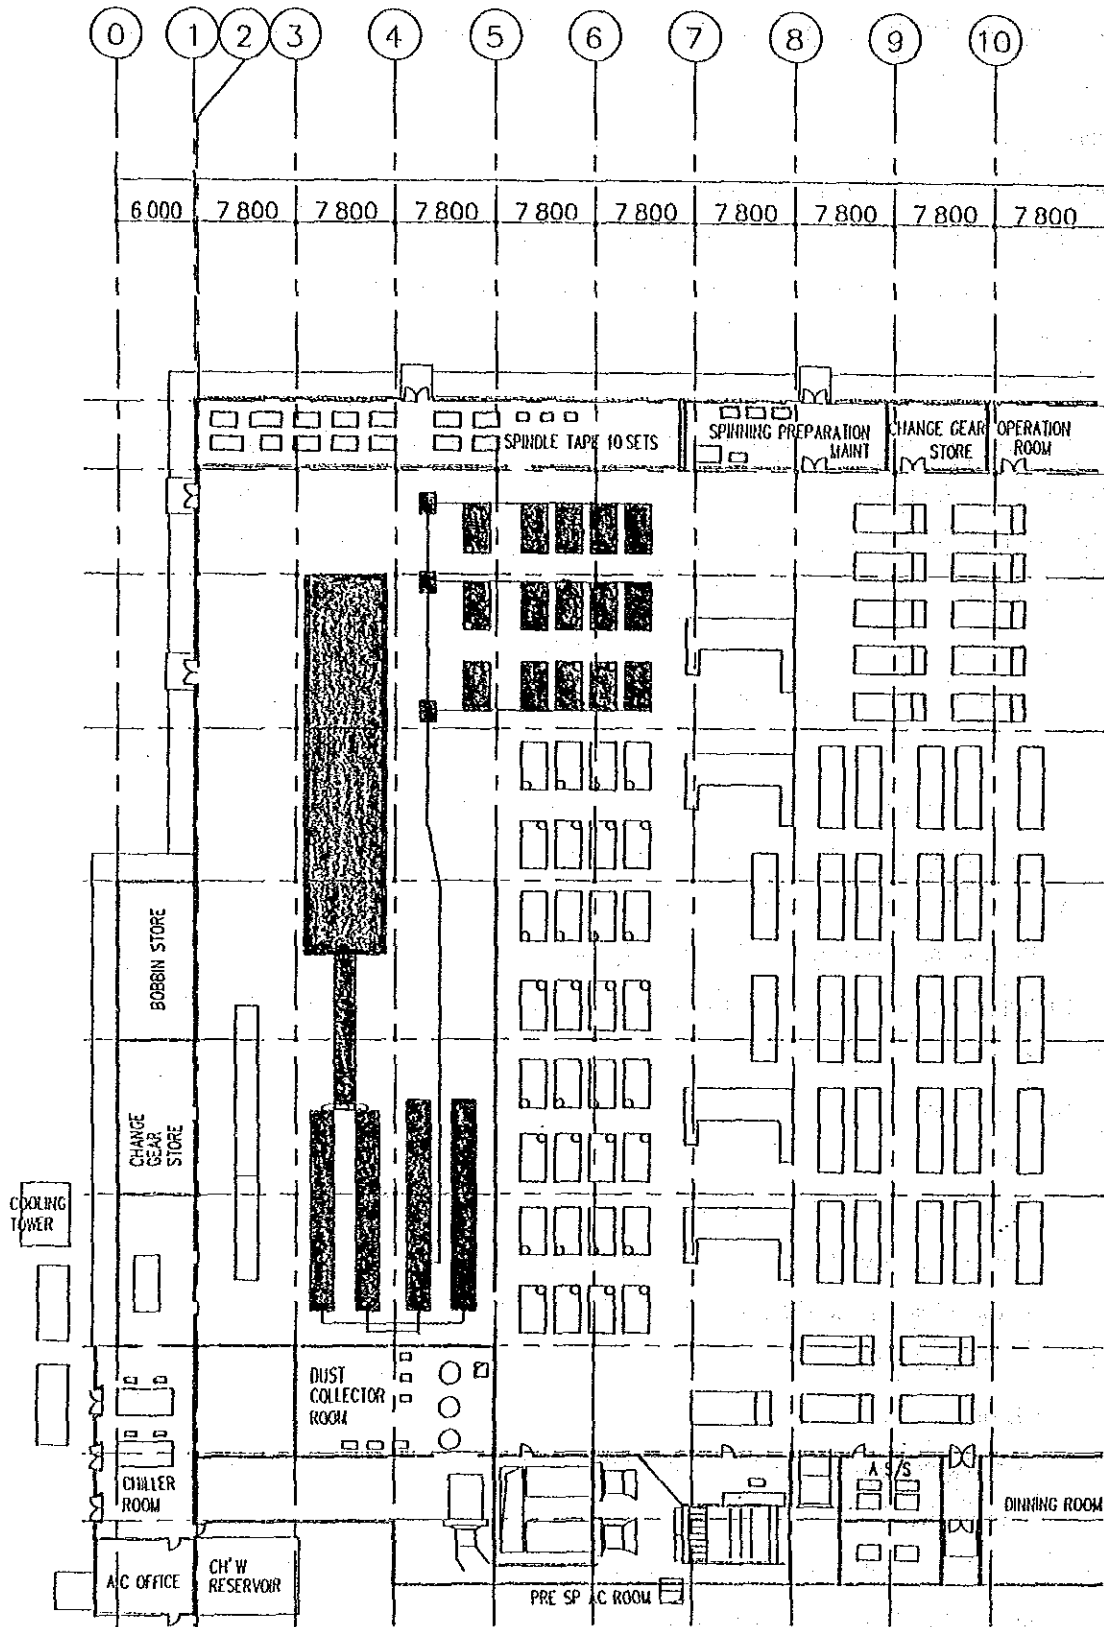 0 1 2 3 4 5 6 7 8 9 10
6 000 7 800 7 800 7 800 7 800 7 800 7 800 7 800 7 800 7 800
SPINDLE TAPE 10 SETS
SPINNING PREPARATION
MAINT
CHANGE GEAR
STORE
OPERATION
ROOM
BOBBIN STORE
CHANGE
GEAR
STORE
COOLING
TOWER
DUST
COLLECTOR
ROOM
CHILLER
ROOM
A S/S
DINNING ROOM
A/C OFFICE
CH'W
RESERVOIR
PRE SP AC ROOM